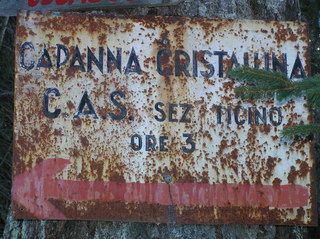 CAPANNA CRISTALLINA
C.A.S. SEZ TICINO
ORE 3